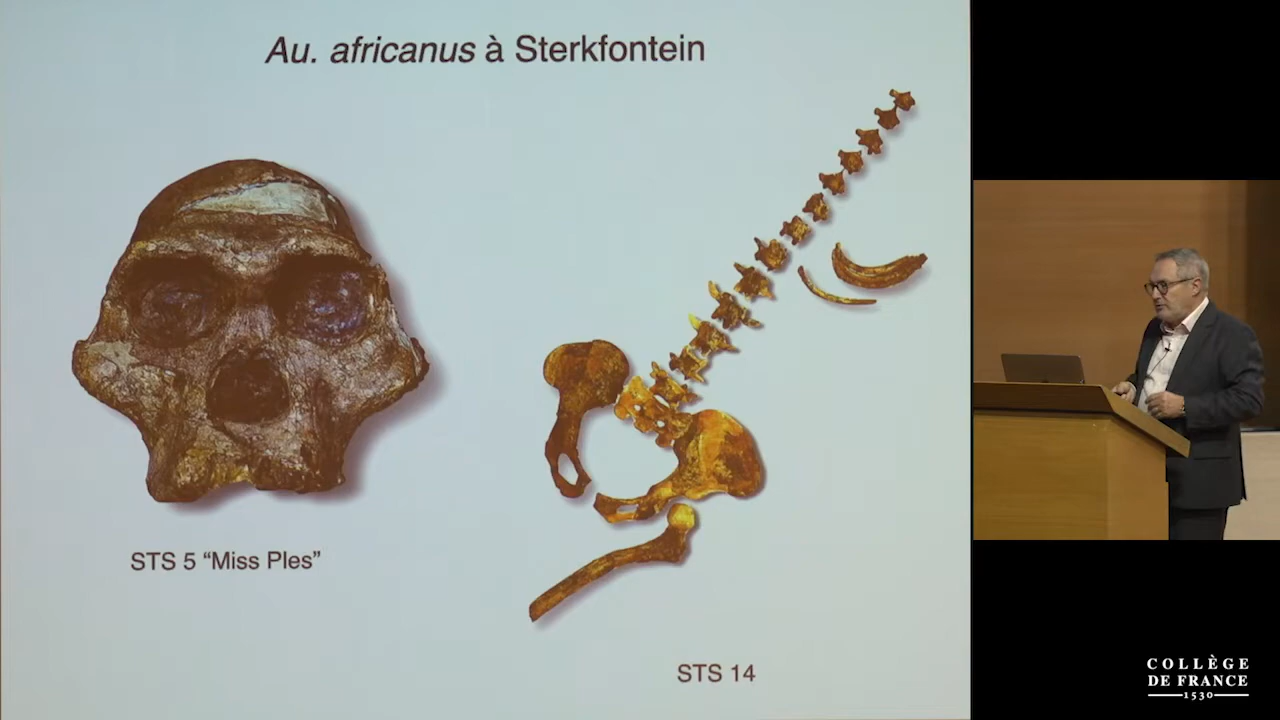 Au. africanus à Sterkfontein
STS 5 “Miss Ples”
STS 14
COLLÈGE
DE FRANCE
1530